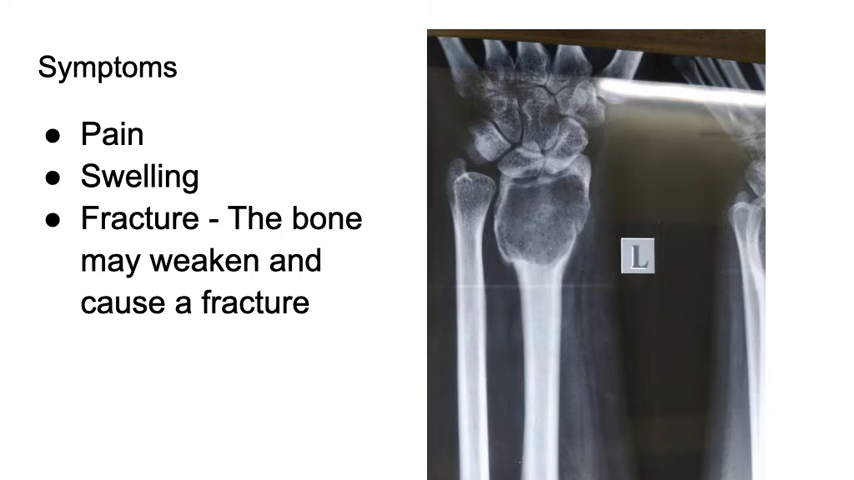 Symptoms
● Pain
● Swelling
● Fracture - The bone
may weaken and
cause a fracture
L